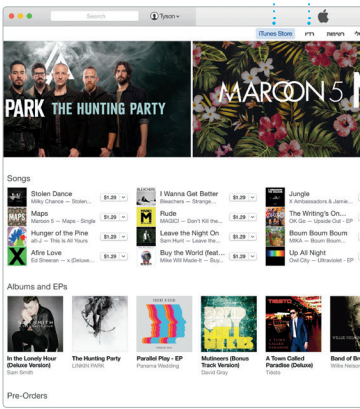 Search
Tyson
iTunes Store רדיו רשימות
PARK THE HUNTING PARTY
MAROON 5
Songs
Stolen Dance
Milky Chance — Stolen...
$1.29
I Wanna Get Better
Bleachers — Strange...
$1.29
Jungle
X Ambassadors & Jamie...
Maps
Maroon 5 — Maps - Single
$1.29
Rude
MAGIC! — Don't Kill the...
$1.29
The Writing's On...
OK Go — Upside Out - EP
Hunger of the Pine
alt-J — This Is All Yours
$1.29
Leave the Night On
Sam Hunt — Leave the...
$1.29
Boum Boum Boum
MIKA — Boum Boum...
Afire Love
Ed Sheeran — x (Deluxe...
$1.29
Buy the World (feat...
Mike Will Made-It — Buy...
$1.29
Up All Night
Owl City — Ultraviolet - EP
BLEACHERS
MAPS
X
Albums and EPs
TIËSTO
In the Lonely Hour
(Deluxe Version)
Sam Smith
The Hunting Party
LINKIN PARK
Parallel Play - EP
Panama Wedding
Mutineers (Bonus
Track Version)
David Gray
A Town Called
Paradise (Deluxe)
Tiësto
Band of Br
Willie Nelson
Pre-Orders